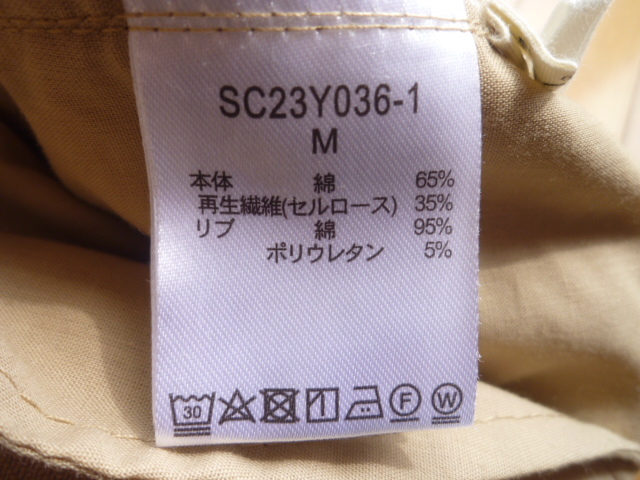 SC23Y036-1
M
本体 綿 65%
再生繊維(セルロース) 35%
リブ 綿 95%
ポリウレタン 5%
30 F W